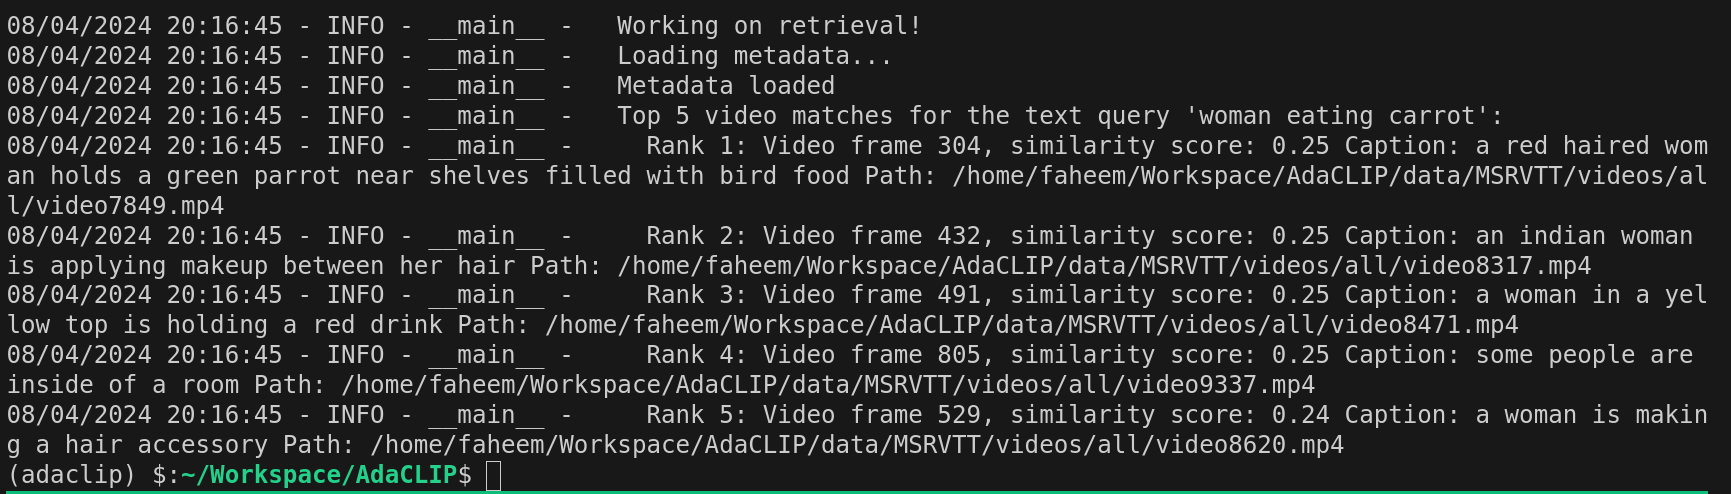 08/04/2024 20:16:45 - INFO - __main__ -   Working on retrieval!
08/04/2024 20:16:45 - INFO - __main__ -   Loading metadata...
08/04/2024 20:16:45 - INFO - __main__ -   Metadata loaded
08/04/2024 20:16:45 - INFO - __main__ -   Top 5 video matches for the text query 'woman eating carrot':
08/04/2024 20:16:45 - INFO - __main__ -     Rank 1: Video frame 304, similarity score: 0.25 Caption: a red haired wom
an holds a green parrot near shelves filled with bird food Path: /home/faheem/Workspace/AdaCLIP/data/MSRVTT/videos/al
l/video7849.mp4
08/04/2024 20:16:45 - INFO - __main__ -     Rank 2: Video frame 432, similarity score: 0.25 Caption: an indian woman
is applying makeup between her hair Path: /home/faheem/Workspace/AdaCLIP/data/MSRVTT/videos/all/video8317.mp4
08/04/2024 20:16:45 - INFO - __main__ -     Rank 3: Video frame 491, similarity score: 0.25 Caption: a woman in a yel
low top is holding a red drink Path: /home/faheem/Workspace/AdaCLIP/data/MSRVTT/videos/all/video8471.mp4
08/04/2024 20:16:45 - INFO - __main__ -     Rank 4: Video frame 805, similarity score: 0.25 Caption: some people are
inside of a room Path: /home/faheem/Workspace/AdaCLIP/data/MSRVTT/videos/all/video9337.mp4
08/04/2024 20:16:45 - INFO - __main__ -     Rank 5: Video frame 529, similarity score: 0.24 Caption: a woman is makin
g a hair accessory Path: /home/faheem/Workspace/AdaCLIP/data/MSRVTT/videos/all/video8620.mp4
(adaclip) $:~/Workspace/AdaCLIP$